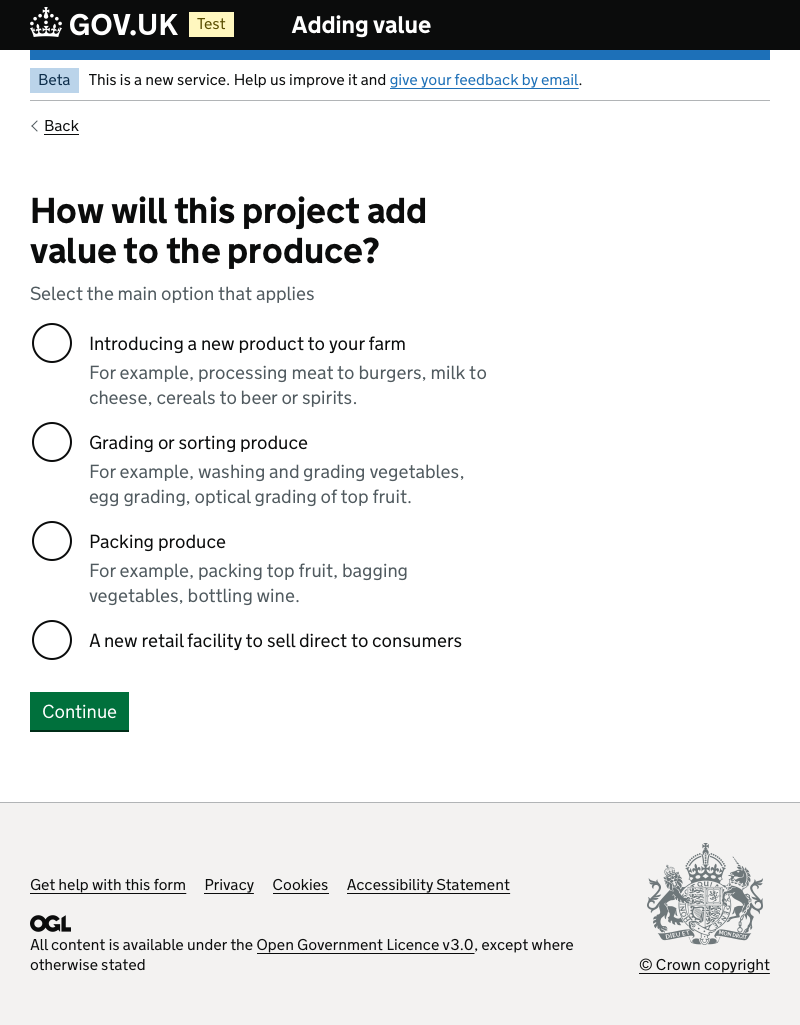 GOV.UK Test Adding value
Beta This is a new service. Help us improve it and give your feedback by email.
Back
How will this project add
value to the produce?
Select the main option that applies
Introducing a new product to your farm
For example, processing meat to burgers, milk to
cheese, cereals to beer or spirits.
Grading or sorting produce
For example, washing and grading vegetables,
egg grading, optical grading of top fruit.
Packing produce
For example, packing top fruit, bagging
vegetables, bottling wine.
A new retail facility to sell direct to consumers
Continue
Get help with this form Privacy Cookies Accessibility Statement
OGL
All content is available under the Open Government Licence v3.0, except where
otherwise stated
© Crown copyright